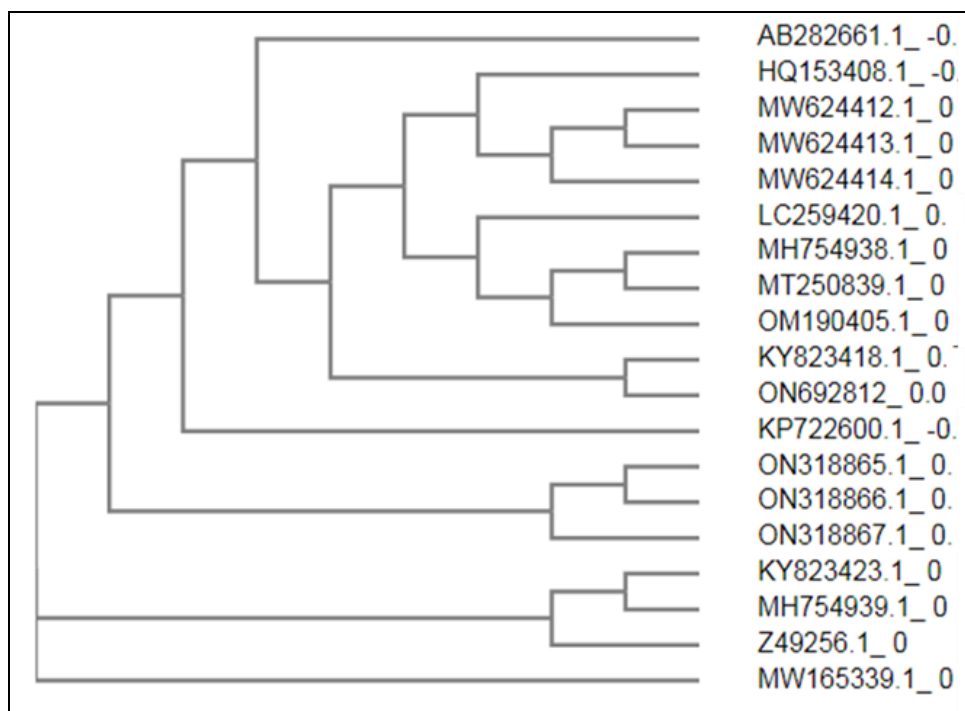 AB282661.1_ -0.
HQ153408.1_ -0.
MW624412.1_ 0
MW624413.1_ 0
MW624414.1_ 0
LC259420.1_ 0.
MH754938.1_ 0
MT250839.1_ 0
OM190405.1_ 0
KY823418.1_ 0.
ON692812_ 0.0
KP722600.1_ -0.
ON318865.1_ 0.
ON318866.1_ 0.
ON318867.1_ 0.
KY823423.1_ 0
MH754939.1_ 0
Z49256.1_ 0
MW165339.1_ 0